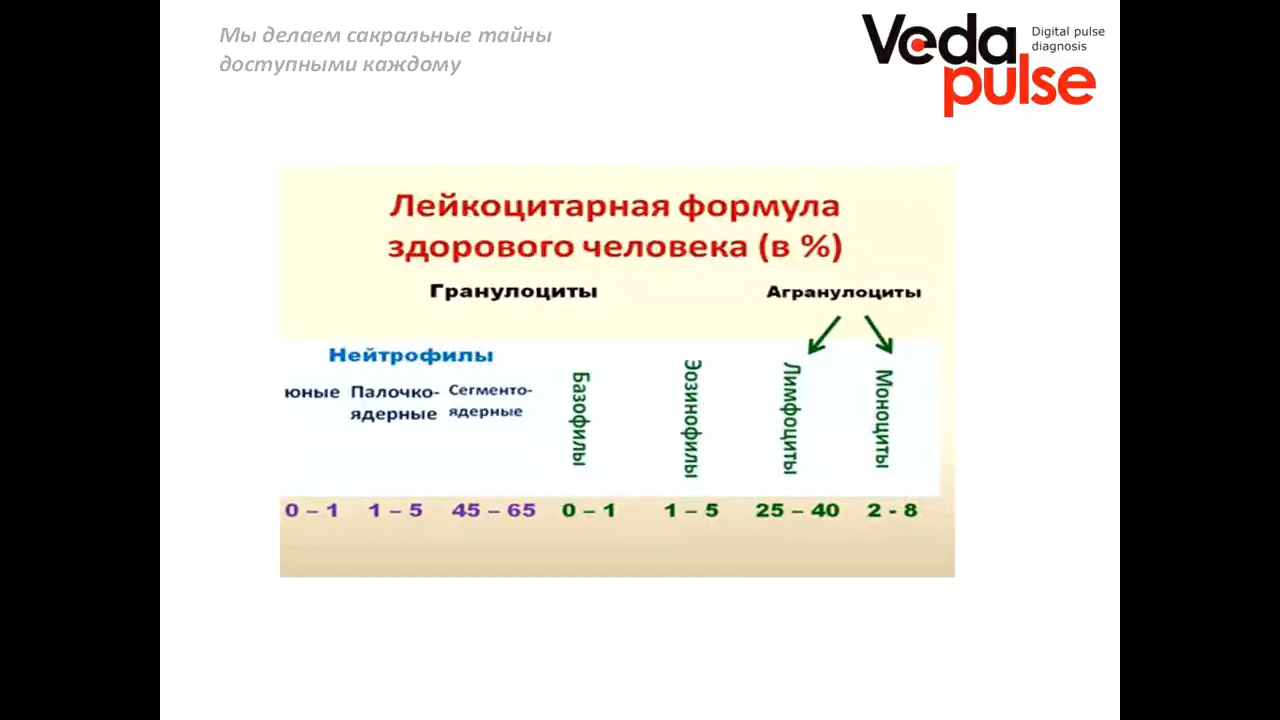 Мы делаем сакральные тайны
доступными каждому
Veda
pulse
Digital pulse
diagnosis
Лейкоцитарная формула
здорового человека (в %)
Гранулоциты
Агранулоциты
Нейтрофилы
юные
Палочко-
ядерные
Сегменто-
ядерные
Базофилы
Эозинофилы
Лимфоциты
Моноциты
0 – 1
1 – 5
45 – 65
0 – 1
1 – 5
25 – 40
2 - 8